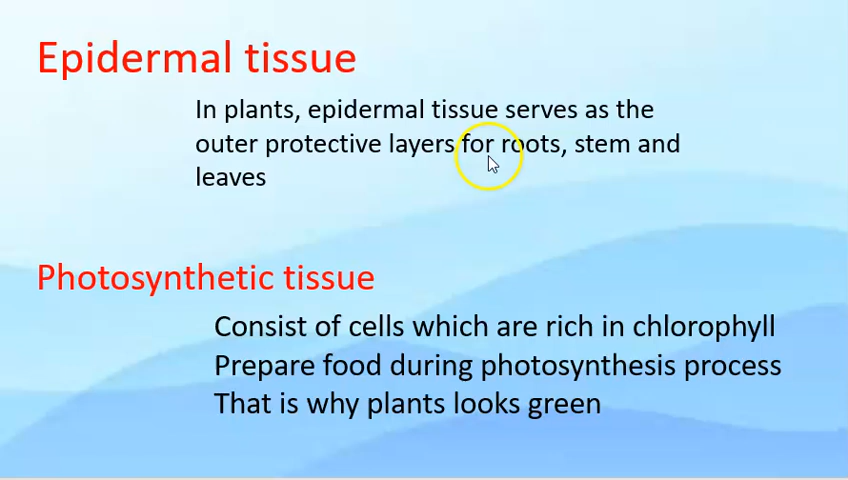 Epidermal tissue
In plants, epidermal tissue serves as the
outer protective layers for roots, stem and
leaves
Photosynthetic tissue
Consist of cells which are rich in chlorophyll
Prepare food during photosynthesis process
That is why plants looks green